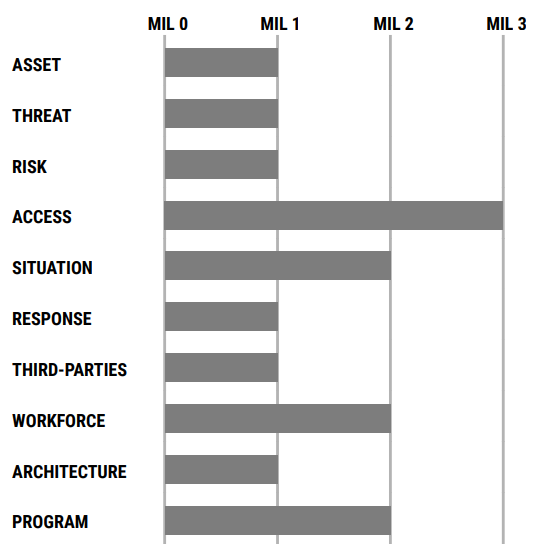 MIL 0 MIL 1 MIL 2 MIL 3
ASSET
THREAT
RISK
ACCESS
SITUATION
RESPONSE
THIRD-PARTIES
WORKFORCE
ARCHITECTURE
PROGRAM